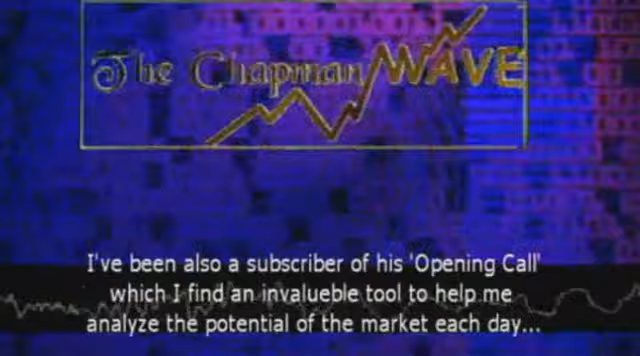 The Chapman WAVE
I've been also a subscriber of his 'Opening Call'
which I find an invalueble tool to help me
analyze the potential of the market each day...